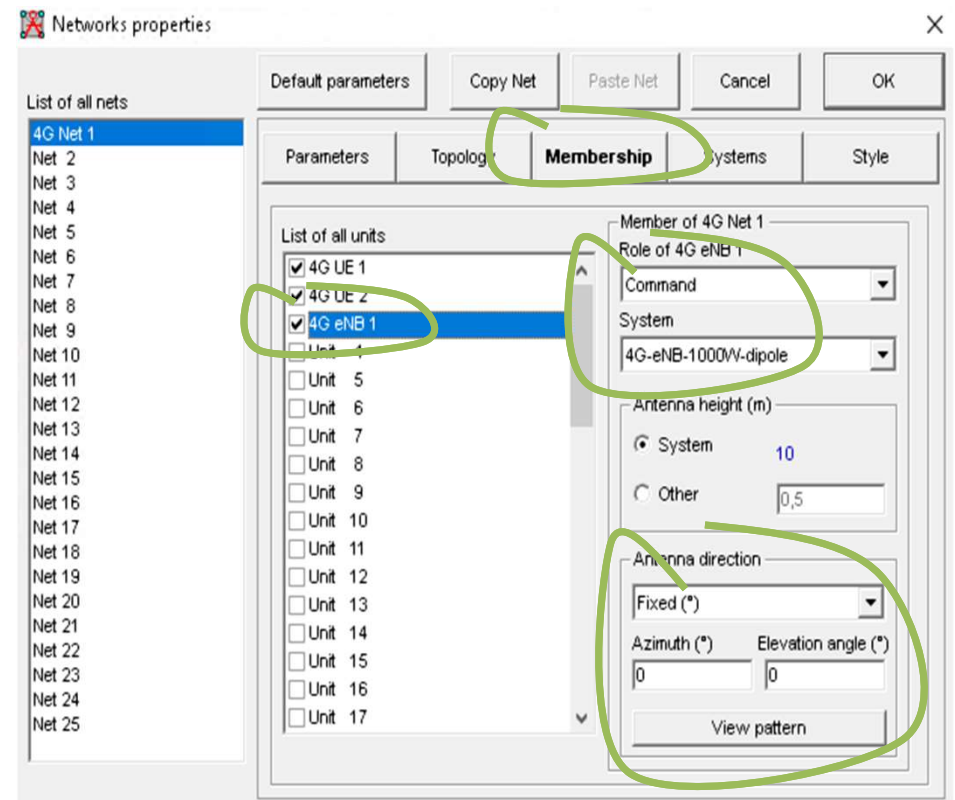 Networks properties
Default parameters
Copy Net
Paste Net
Cancel
OK
List of all nets
4G Net 1
Net 2
Net 3
Net 4
Net 5
Net 6
Net 7
Net 8
Net 9
Net 10
Net 11
Net 12
Net 13
Net 14
Net 15
Net 16
Net 17
Net 18
Net 19
Net 20
Net 21
Net 22
Net 23
Net 24
Net 25
Parameters
Topology
Membership
Systems
Style
List of all units
4G UE 1
4G UE 2
4G eNB 1
Unit 4
Unit 5
Unit 6
Unit 7
Unit 8
Unit 9
Unit 10
Unit 11
Unit 12
Unit 13
Unit 14
Unit 15
Unit 16
Unit 17
Member of 4G Net 1
Role of 4G eNB 1
Command
System
4G-eNB-1000W-dipole
Antenna height (m)
System 10
Other 0,5
Antenna direction
Fixed (°)
Azimuth (°) Elevation angle (°)
0 0
View pattern